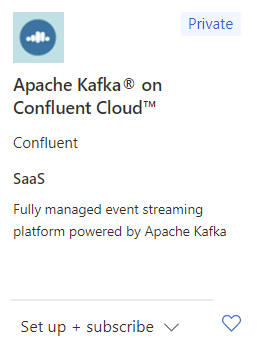 Private
Apache Kafka® on
Confluent Cloud™
Confluent
SaaS
Fully managed event streaming
platform powered by Apache Kafka
Set up + subscribe